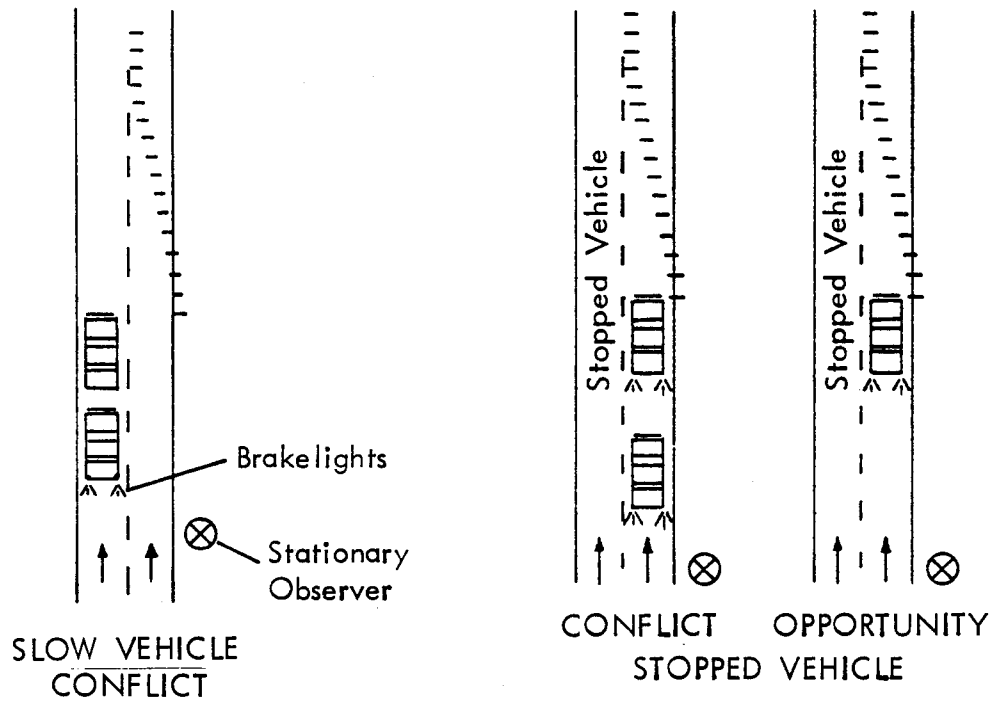 Stopped Vehicle
Stopped Vehicle
Brakelights
Stationary
Observer
SLOW VEHICLE
CONFLICT
CONFLICT
OPPORTUNITY
STOPPED VEHICLE